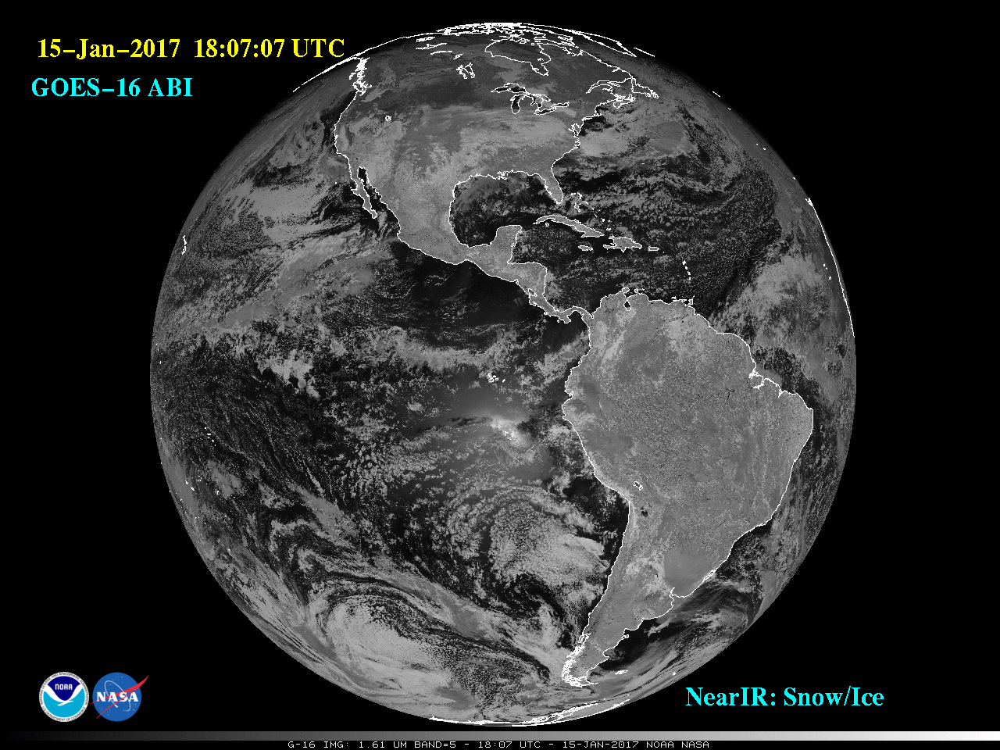 15-Jan-2017 18:07:07 UTC
GOES-16 ABI
NOAA
NASA
NearIR: Snow/Ice
G-16 IMG: 1.61 UM BAND=5 - 18:07 UTC - 15-JAN-2017 NOAA NASA